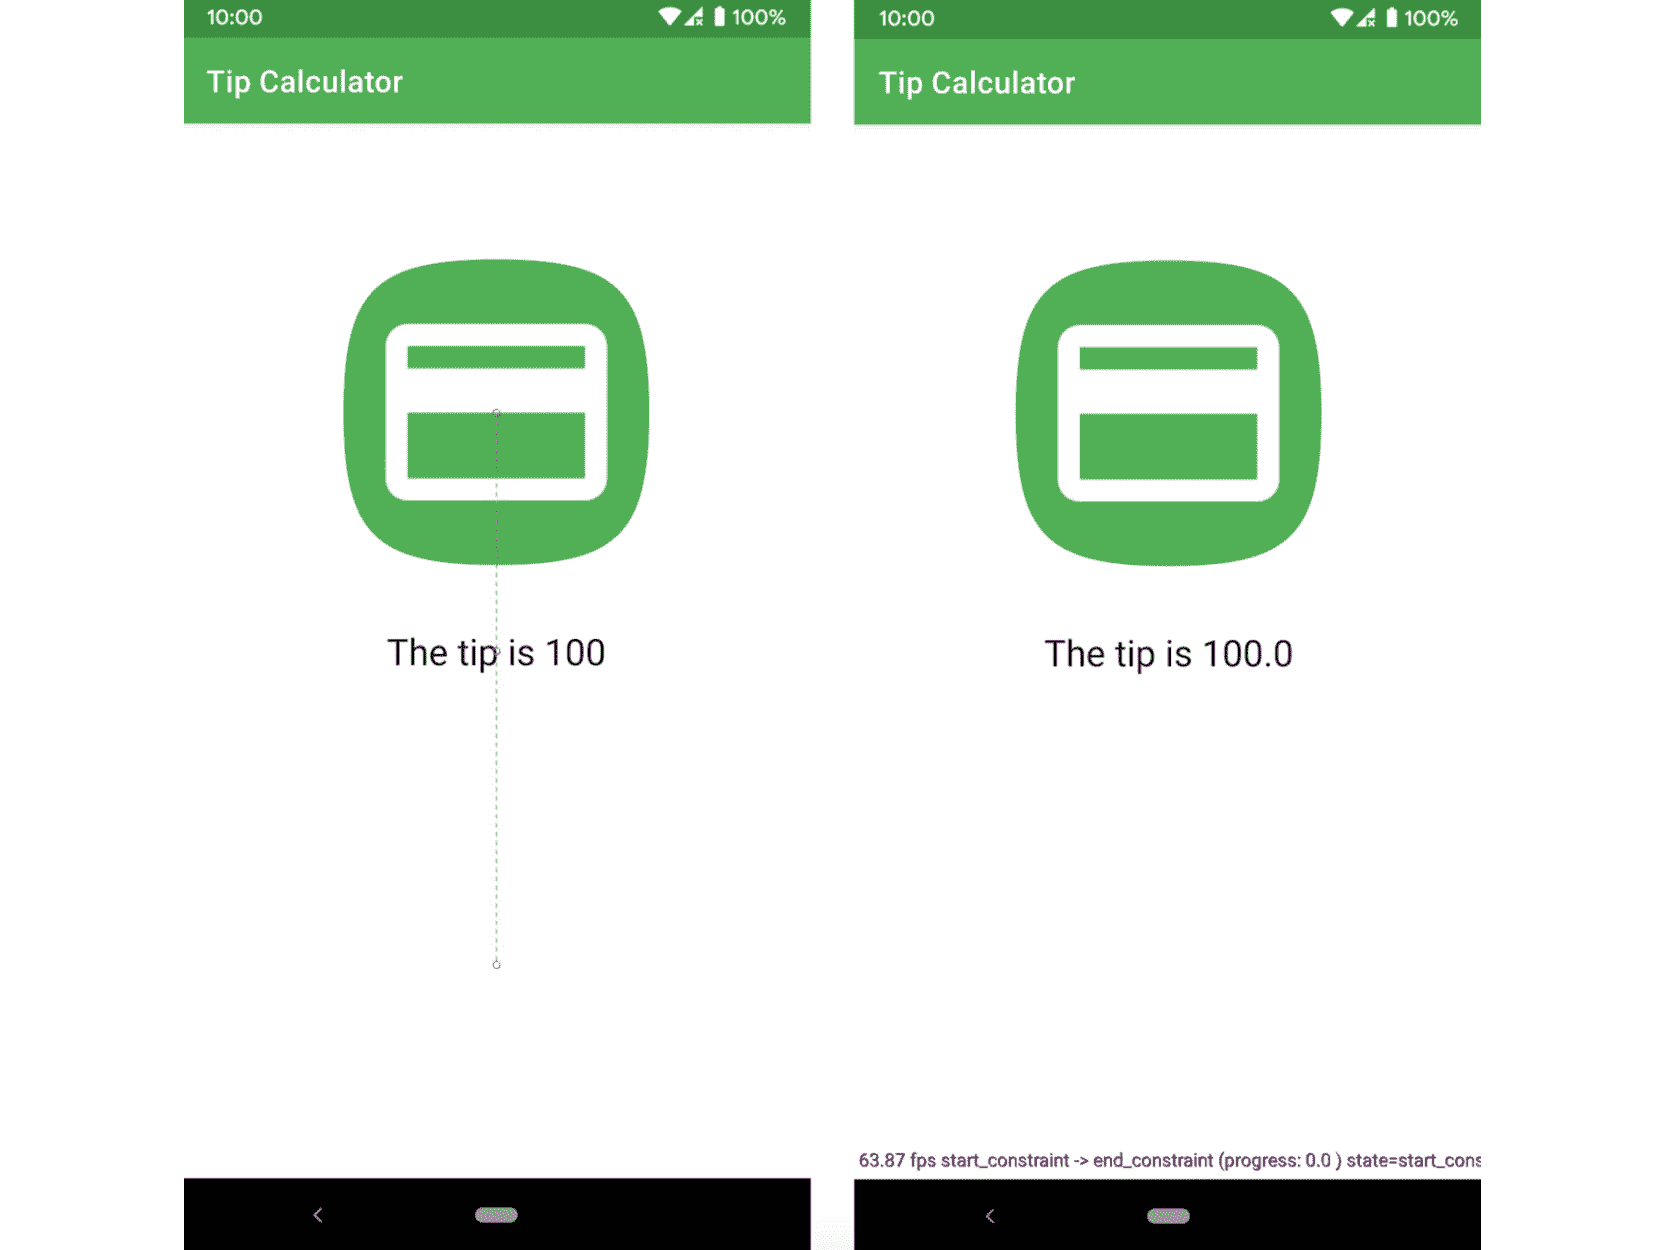 10:00 100%
Tip Calculator
The tip is 100
10:00 100%
Tip Calculator
The tip is 100.0
63.87 fps start_constraint -> end_constraint (progress: 0.0 ) state=start_cons